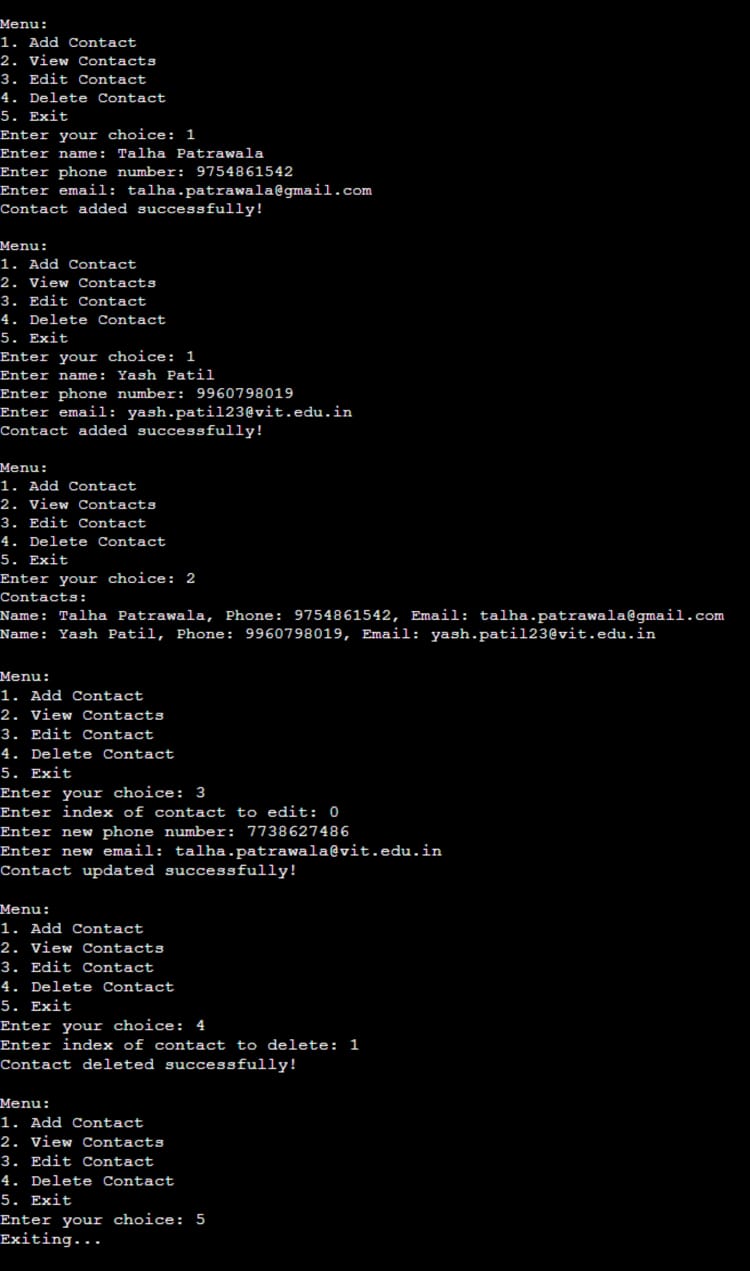 Menu:
1. Add Contact
2. View Contacts
3. Edit Contact
4. Delete Contact
5. Exit
Enter your choice: 1
Enter name: Talha Patrawala
Enter phone number: 9754861542
Enter email: talha.patrawala@gmail.com
Contact added successfully!

Menu:
1. Add Contact
2. View Contacts
3. Edit Contact
4. Delete Contact
5. Exit
Enter your choice: 1
Enter name: Yash Patil
Enter phone number: 9960798019
Enter email: yash.patil23@vit.edu.in
Contact added successfully!

Menu:
1. Add Contact
2. View Contacts
3. Edit Contact
4. Delete Contact
5. Exit
Enter your choice: 2
Contacts:
Name: Talha Patrawala, Phone: 9754861542, Email: talha.patrawala@gmail.com
Name: Yash Patil, Phone: 9960798019, Email: yash.patil23@vit.edu.in

Menu:
1. Add Contact
2. View Contacts
3. Edit Contact
4. Delete Contact
5. Exit
Enter your choice: 3
Enter index of contact to edit: 0
Enter new phone number: 7738627486
Enter new email: talha.patrawala@vit.edu.in
Contact updated successfully!

Menu:
1. Add Contact
2. View Contacts
3. Edit Contact
4. Delete Contact
5. Exit
Enter your choice: 4
Enter index of contact to delete: 1
Contact deleted successfully!

Menu:
1. Add Contact
2. View Contacts
3. Edit Contact
4. Delete Contact
5. Exit
Enter your choice: 5
Exiting...